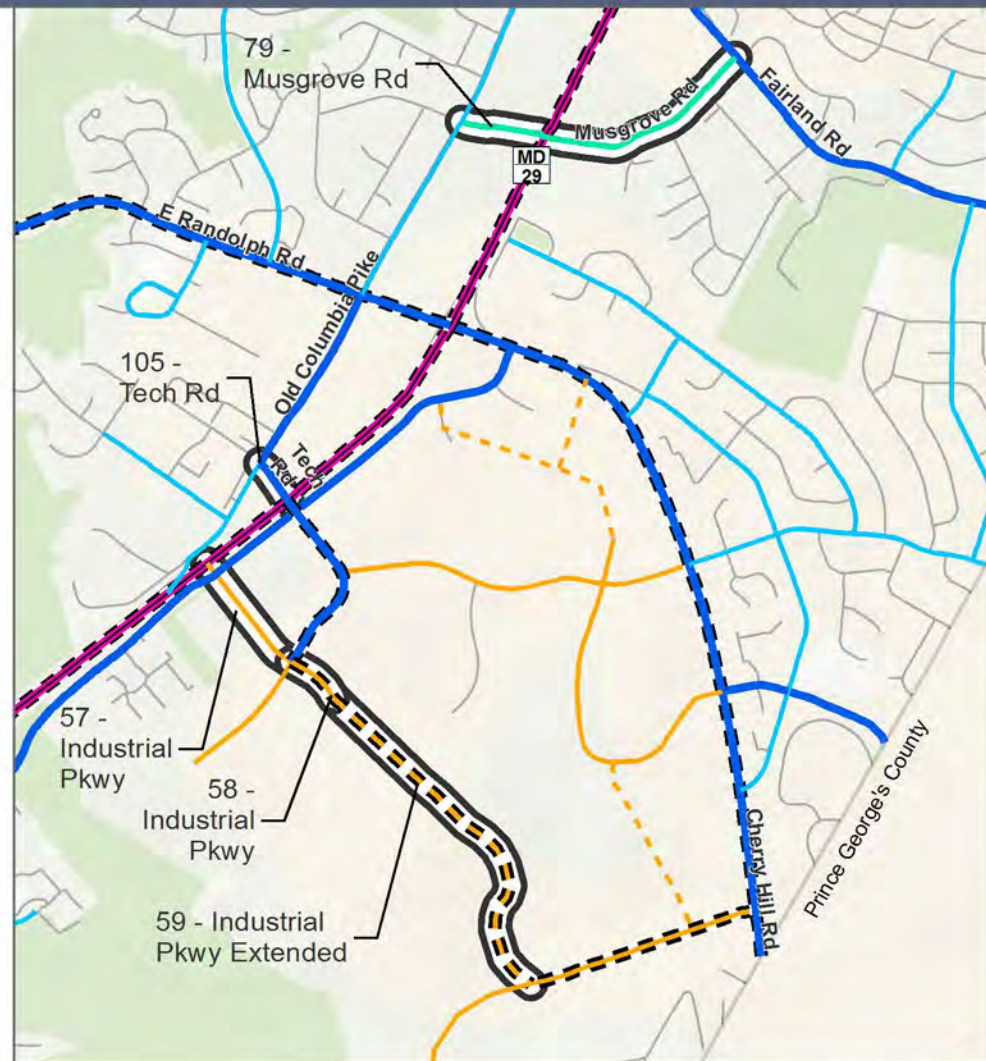 79 -
Musgrove Rd
Musgrove Rd
Fairland Rd
MD
29
E Randolph Rd
Old Columbia Pike
105 -
Tech Rd
Tech
Rd
57 -
Industrial
Pkwy
58 -
Industrial
Pkwy
59 - Industrial
Pkwy Extended
Cherry Hill Rd
Prince George's County